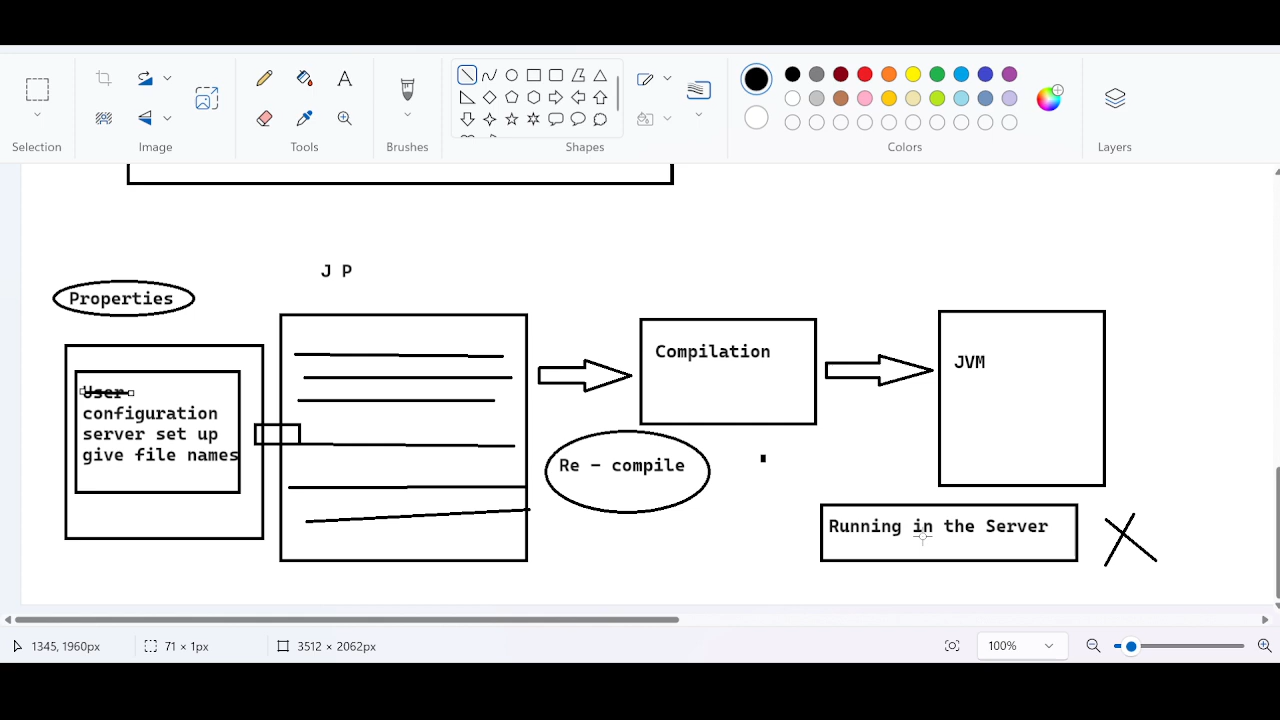 Selection
Image
Tools
Brushes
Shapes
Colors
Layers
J P
Properties
User
configuration
server set up
give file names
Compilation
JVM
Re - compile
Running in the Server
1345, 1960px
71 × 1px
3512 × 2062px
100%